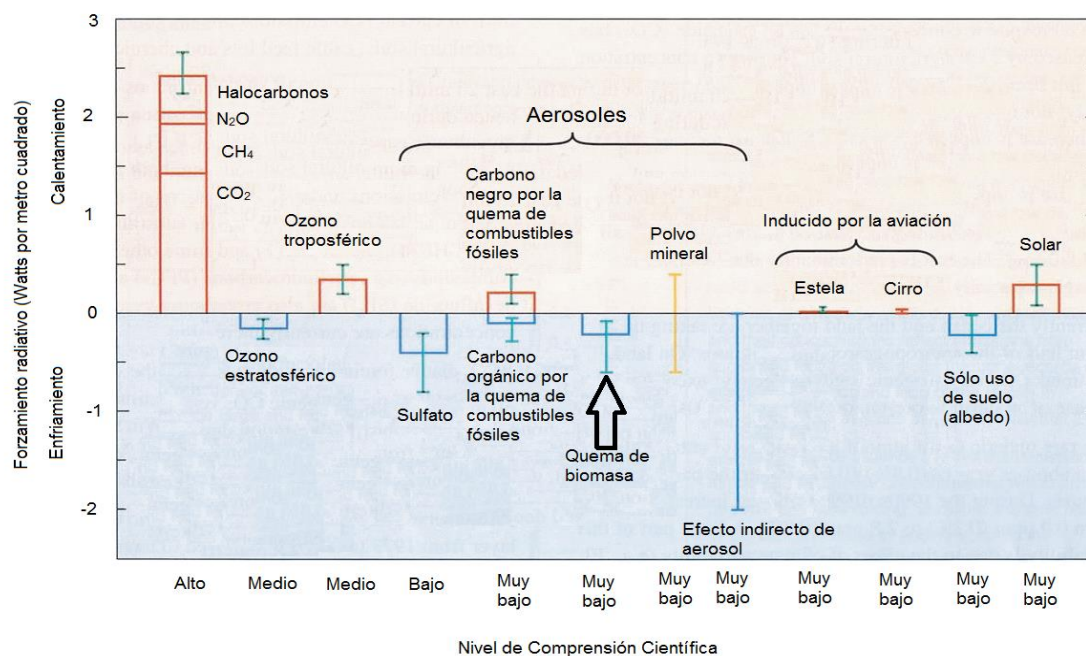 3
2
1
0
-1
-2
Forzamiento radiativo (Watts por metro cuadrado)
Calentamiento
Enfriamiento
Halocarbonos
N₂O
CH₄
CO₂
Ozono
troposférico
Ozono
estratosférico
Aerosoles
Sulfato
Carbono
negro por la
quema de
combustibles
fósiles
Carbono
orgánico por
la quema de
combustibles
fósiles
Quema de
biomasa
Polvo
mineral
Efecto indirecto de
aerosol
Inducido por la aviación
Estela
Cirro
Sólo uso
de suelo
(albedo)
Solar
Alto
Medio
Medio
Bajo
Muy
bajo
Muy
bajo
Muy
bajo
Muy
bajo
Muy
bajo
Muy
bajo
Muy
bajo
Muy
bajo
Nivel de Comprensión Científica